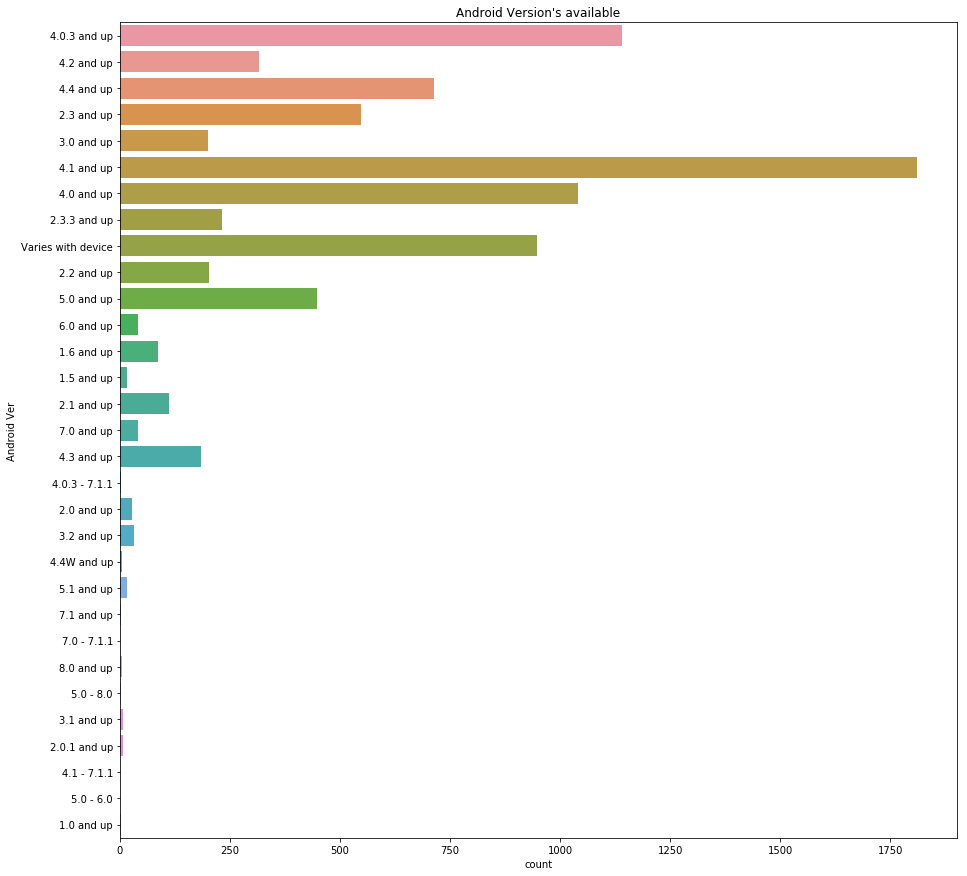 Android Version's available
4.0.3 and up
4.2 and up
4.4 and up
2.3 and up
3.0 and up
4.1 and up
4.0 and up
2.3.3 and up
Varies with device
2.2 and up
5.0 and up
6.0 and up
1.6 and up
1.5 and up
2.1 and up
7.0 and up
4.3 and up
4.0.3 - 7.1.1
2.0 and up
3.2 and up
4.4W and up
5.1 and up
7.1 and up
7.0 - 7.1.1
8.0 and up
5.0 - 8.0
3.1 and up
2.0.1 and up
4.1 - 7.1.1
5.0 - 6.0
1.0 and up
Android Ver
0 250 500 750 1000 1250 1500 1750
count